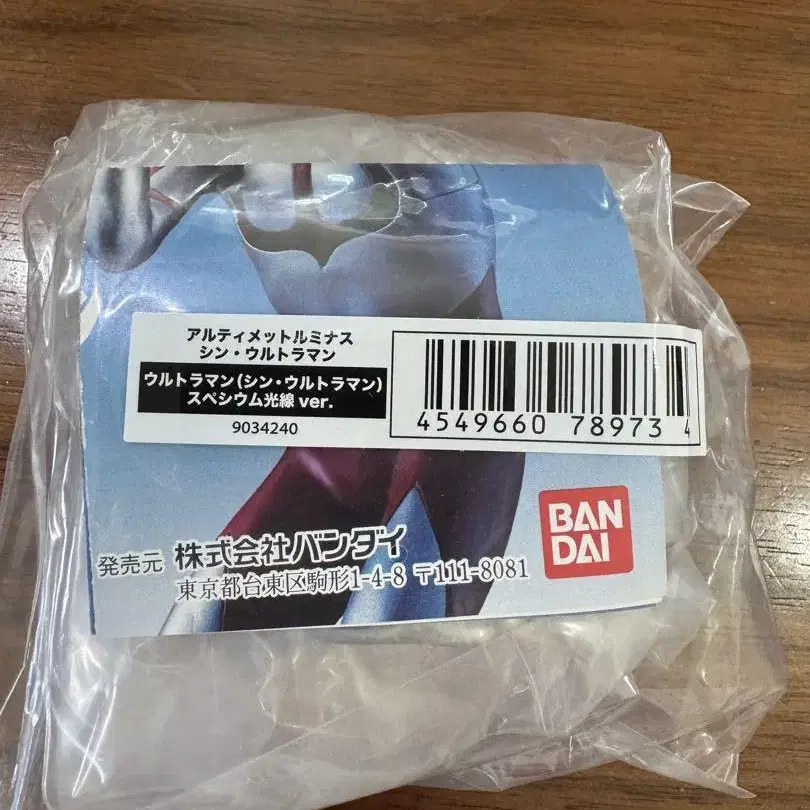 アルティメットルミナス
シン・ウルトラマン
ウルトラマン(シン・ウルトラマン)
スペシウム光線 ver.
9034240
4549660 789734
発売元 株式会社バンダイ
東京都台東区駒形1-4-8 〒111-8081
BAN
DAI